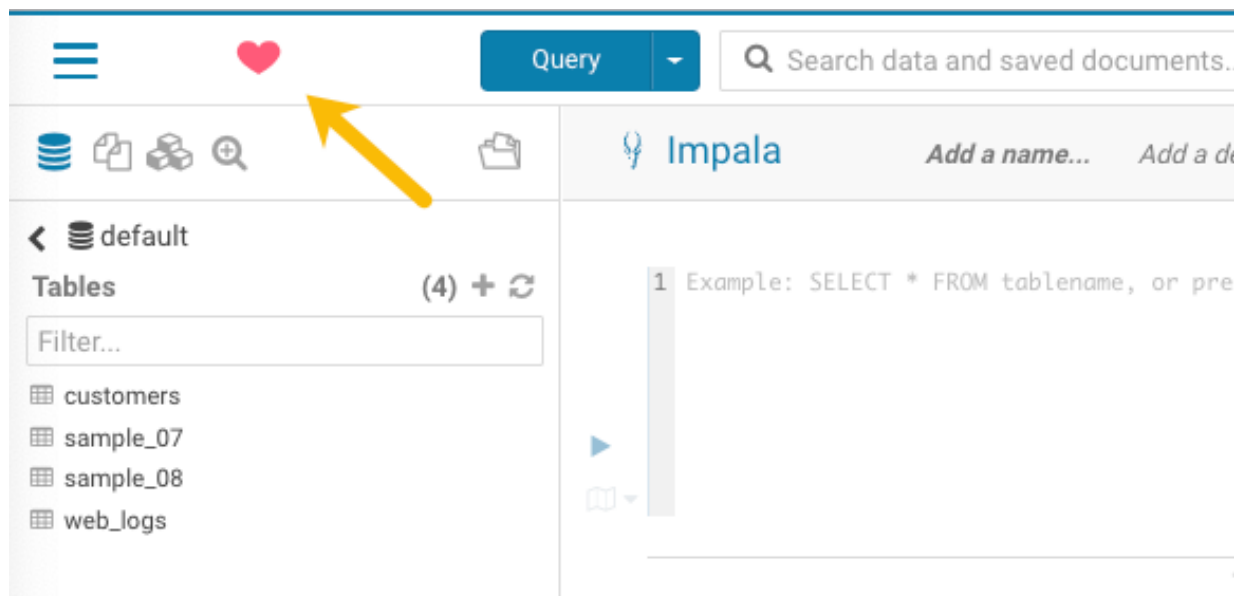 Query
Search data and saved documents..
Impala
Add a name...
Add a de
default
Tables (4)
Filter...
customers
sample_07
sample_08
web_logs
1 Example: SELECT * FROM tablename, or pre